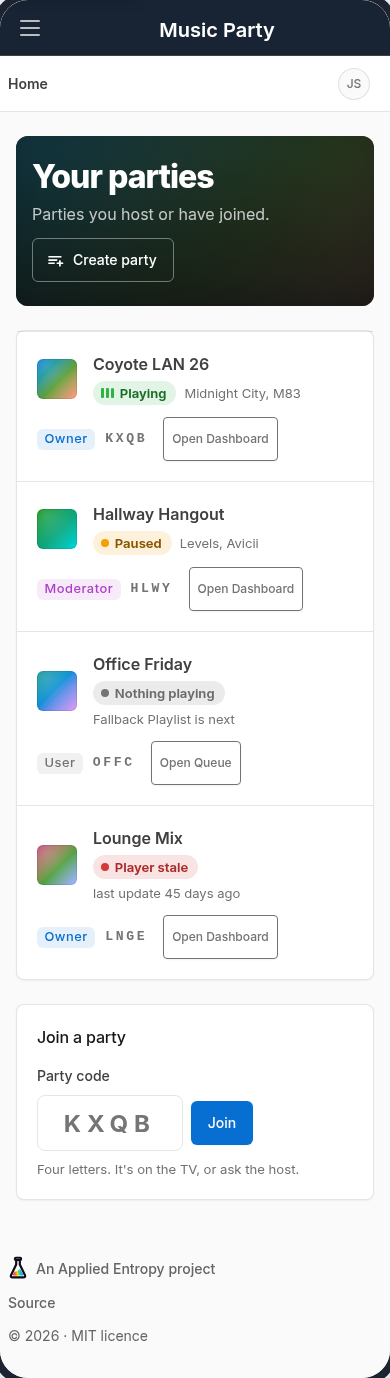 Music Party
Home
JS
Your parties
Parties you host or have joined.
Create party
Coyote LAN 26
Playing Midnight City, M83
Owner KXQB Open Dashboard
Hallway Hangout
Paused Levels, Avicii
Moderator HLWY Open Dashboard
Office Friday
Nothing playing
Fallback Playlist is next
User OFFC Open Queue
Lounge Mix
Player stale
last update 45 days ago
Owner LNGE Open Dashboard
Join a party
Party code
KXQB Join
Four letters. It's on the TV, or ask the host.
An Applied Entropy project
Source
© 2026 · MIT licence